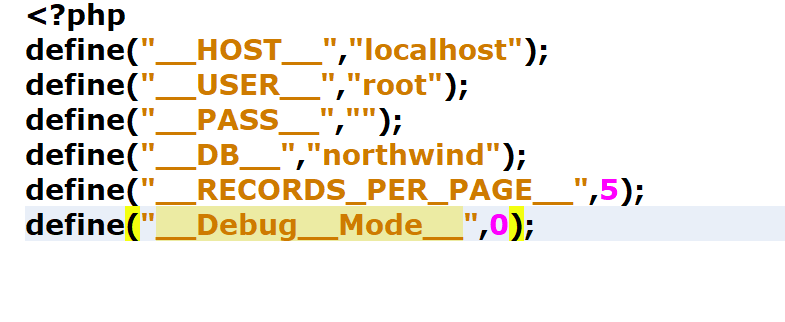 <?php
define("__HOST__","localhost");
define("__USER__","root");
define("__PASS__","");
define("__DB__","northwind");
define("__RECORDS_PER_PAGE__",5);
define("__Debug__Mode__",0);